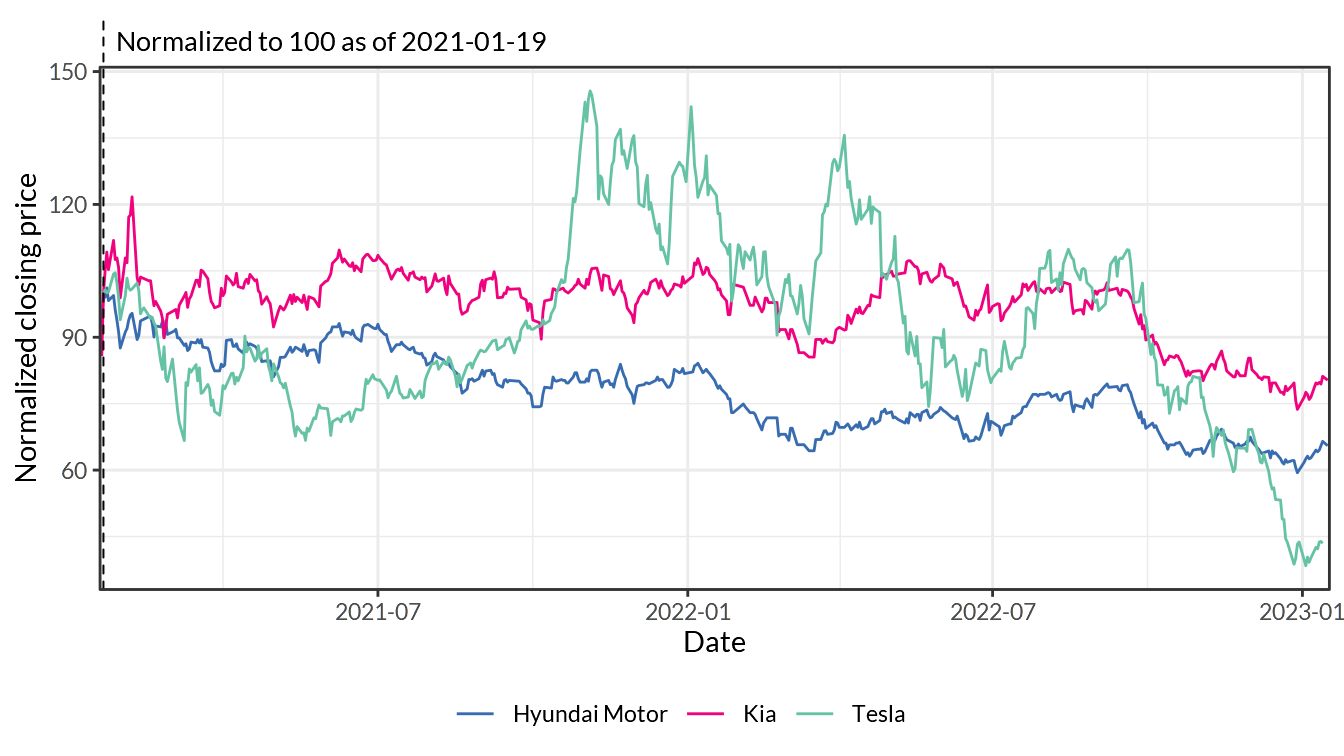 Normalized to 100 as of 2021-01-19
150
120
90
60
Normalized closing price
2021-07
2022-01
2022-07
2023-01
Date
Hyundai Motor
Kia
Tesla